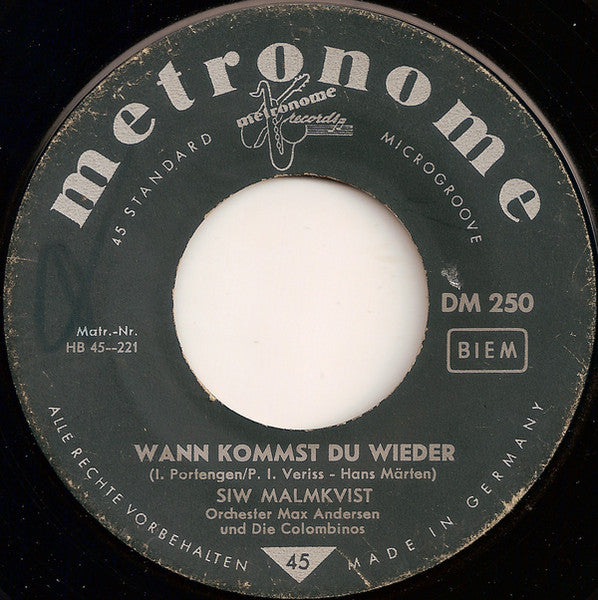 metronome
metronome
records
45 STANDARD
MICROGROOVE
DM 250
BIEM
Matr.-Nr.
HB 45--221
WANN KOMMST DU WIEDER
(I. Portengen/P. I. Veriss - Hans Märten)
SIW MALMKVIST
Orchester Max Andersen
und Die Colombinos
ALLE RECHTE VORBEHALTEN
45
MADE IN GERMANY